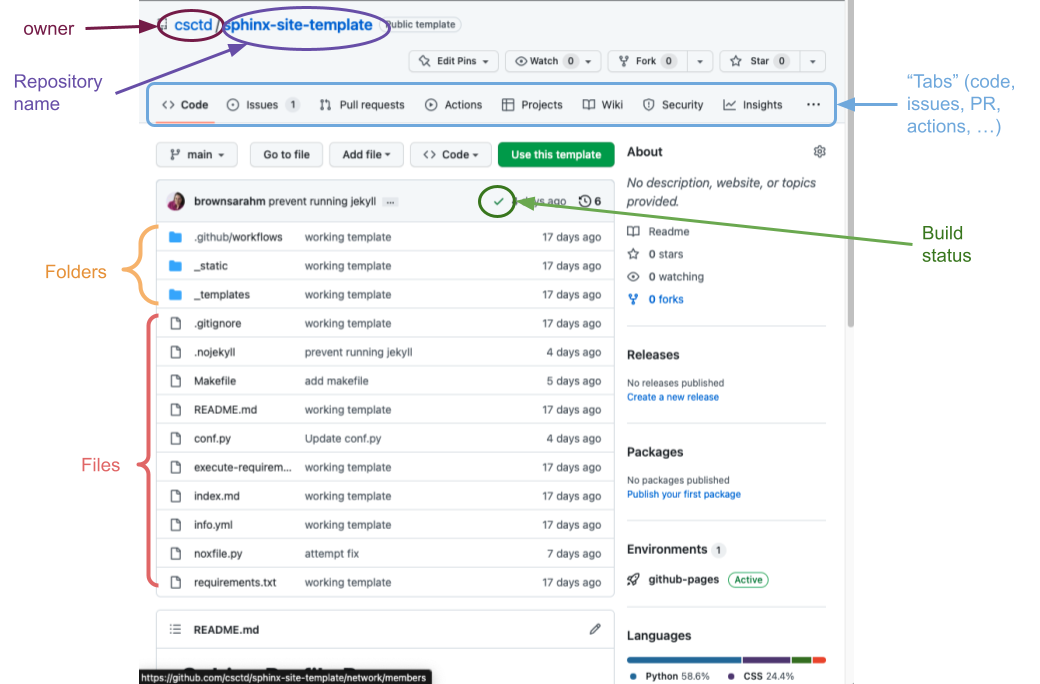 owner
csctd / sphinx-site-template Public template
Repository
name
Edit Pins Watch 0 Fork 0 Star 0
“Tabs” (code,
issues, PR,
actions, …)
Code Issues 1 Pull requests Actions Projects Wiki Security Insights ...
main Go to file Add file Code Use this template
brownsarahm prevent running jekyll ... days ago 6
Folders
.github/workflows working template 17 days ago
_static working template 17 days ago
_templates working template 17 days ago
Files
.gitignore working template 17 days ago
.nojekyll prevent running jekyll 4 days ago
Makefile add makefile 5 days ago
README.md working template 17 days ago
conf.py Update conf.py 4 days ago
execute-requirem... working template 17 days ago
index.md working template 17 days ago
info.yml working template 17 days ago
noxfile.py attempt fix 7 days ago
requirements.txt working template 17 days ago
README.md
https://github.com/csctd/sphinx-site-template/network/members
About
No description, website, or topics
provided.
Readme
0 stars
0 watching
0 forks
Build
status
Releases
No releases published
Create a new release
Packages
No packages published
Publish your first package
Environments 1
github-pages Active
Languages
Python 58.6% CSS 24.4%